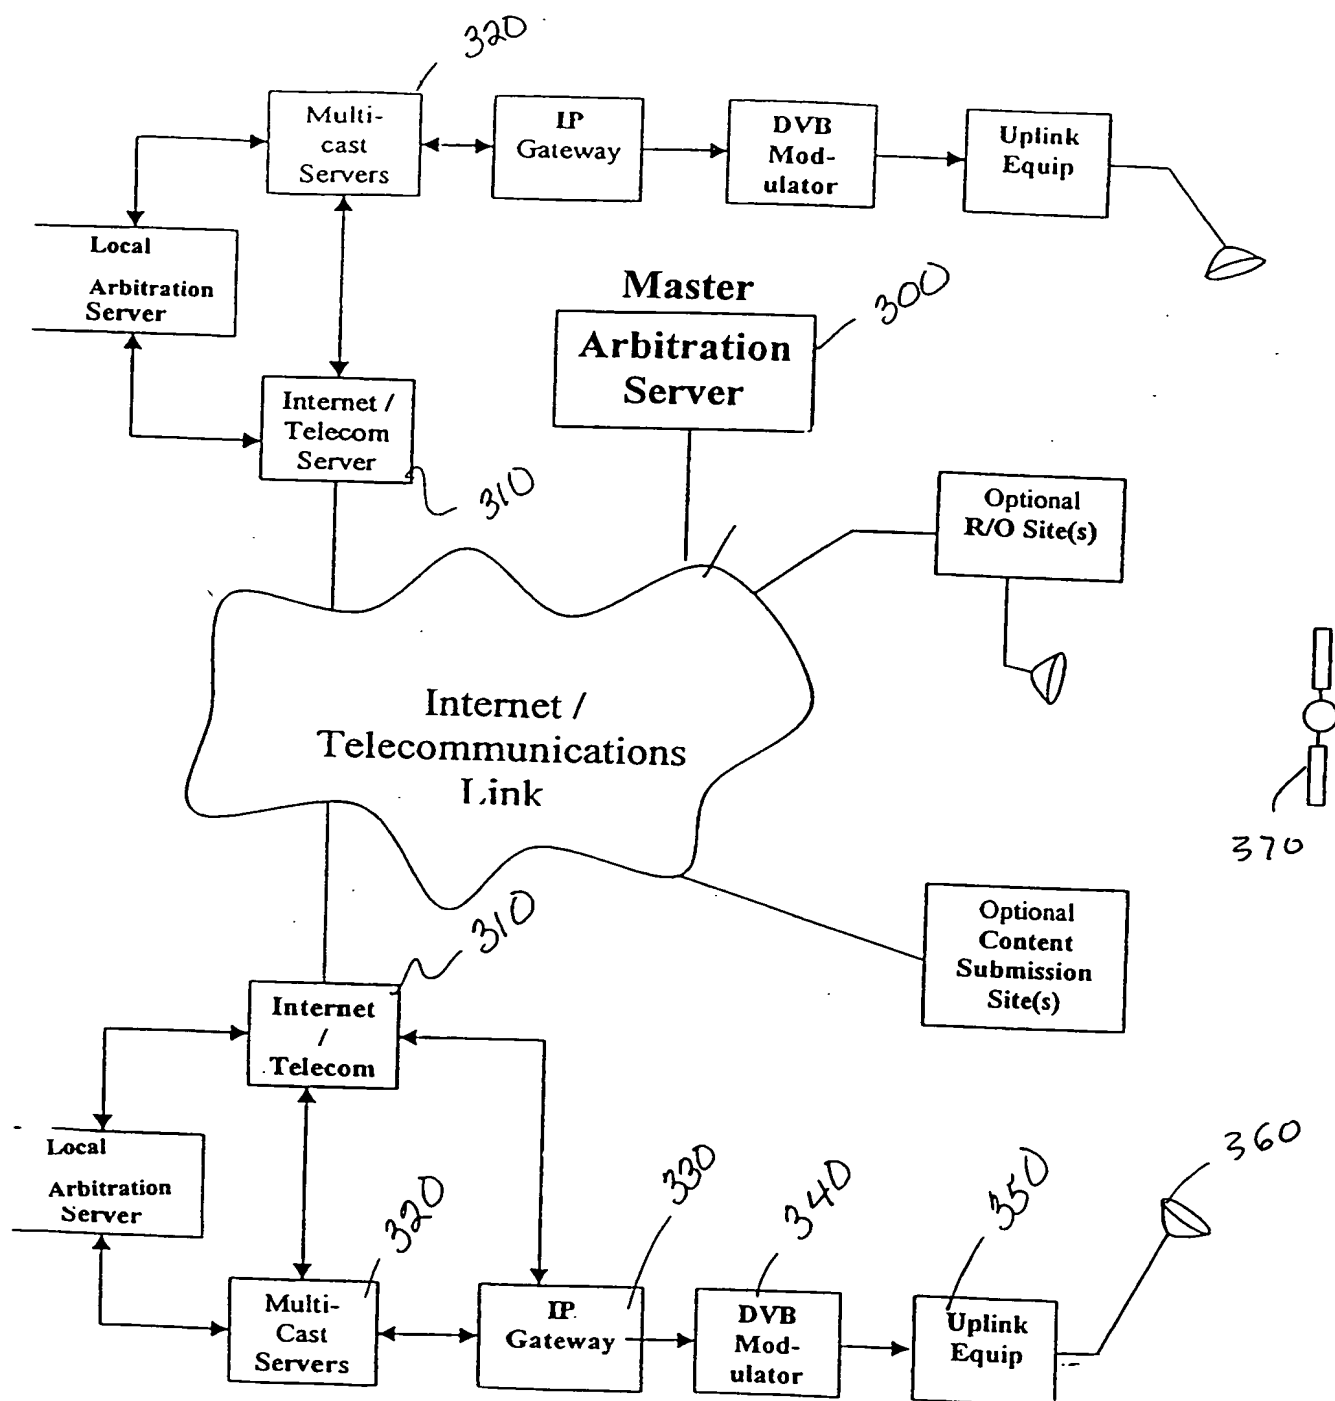 320
Multi-
cast
Servers
IP
Gateway
DVB
Mod-
ulator
Uplink
Equip
Local
Arbitration
Server
Master
Arbitration
Server
300
Internet /
Telecom
Server
310
Optional
R/O Site(s)
Internet /
Telecommunications
Link
370
Optional
Content
Submission
Site(s)
310
Internet
/
Telecom
Local
Arbitration
Server
320
330
340
350
360
Multi-
Cast
Servers
IP
Gateway
DVB
Mod-
ulator
Uplink
Equip